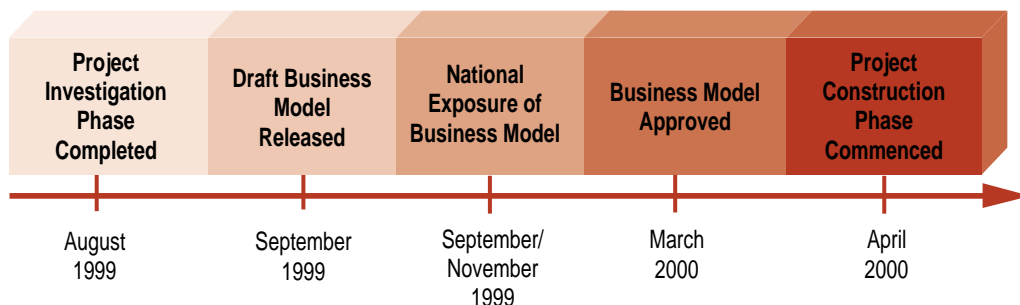 Project
Investigation
Phase
Completed
Draft Business
Model
Released
National
Exposure of
Business Model
Business Model
Approved
Project
Construction
Phase
Commenced
August
1999
September
1999
September/
November
1999
March
2000
April
2000